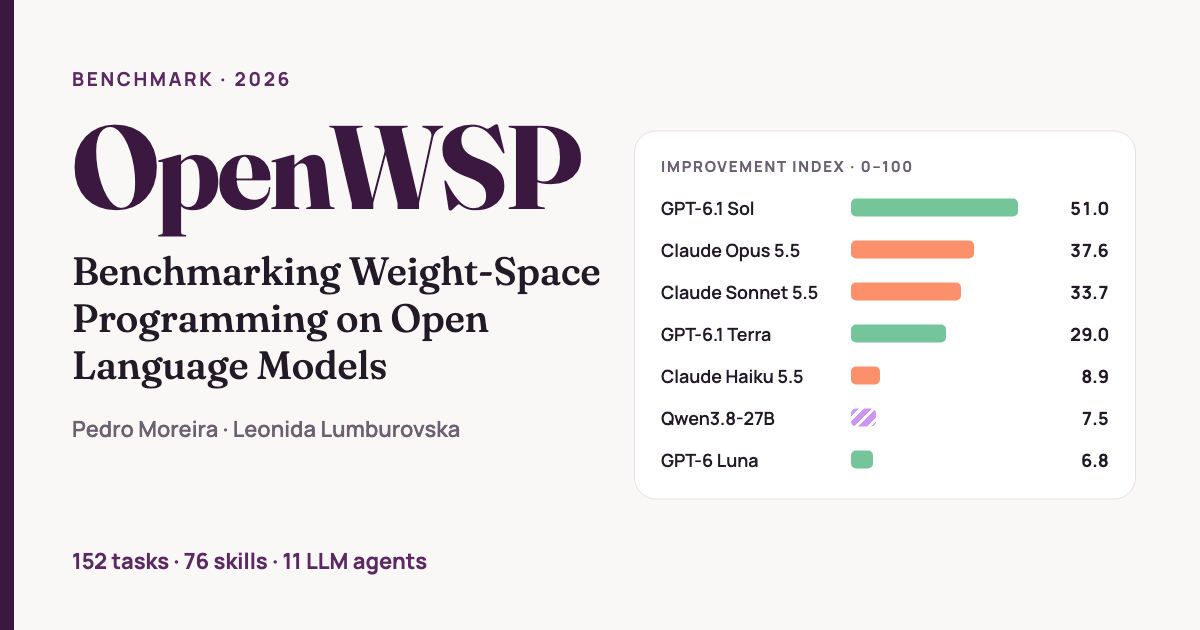 BENCHMARK · 2026
OpenWSP
Benchmarking Weight-Space
Programming on Open
Language Models
Pedro Moreira · Leonida Lumburovska
152 tasks · 76 skills · 11 LLM agents
IMPROVEMENT INDEX · 0–100
GPT-6.1 Sol 51.0
Claude Opus 5.5 37.6
Claude Sonnet 5.5 33.7
GPT-6.1 Terra 29.0
Claude Haiku 5.5 8.9
Qwen3.8-27B 7.5
GPT-6 Luna 6.8